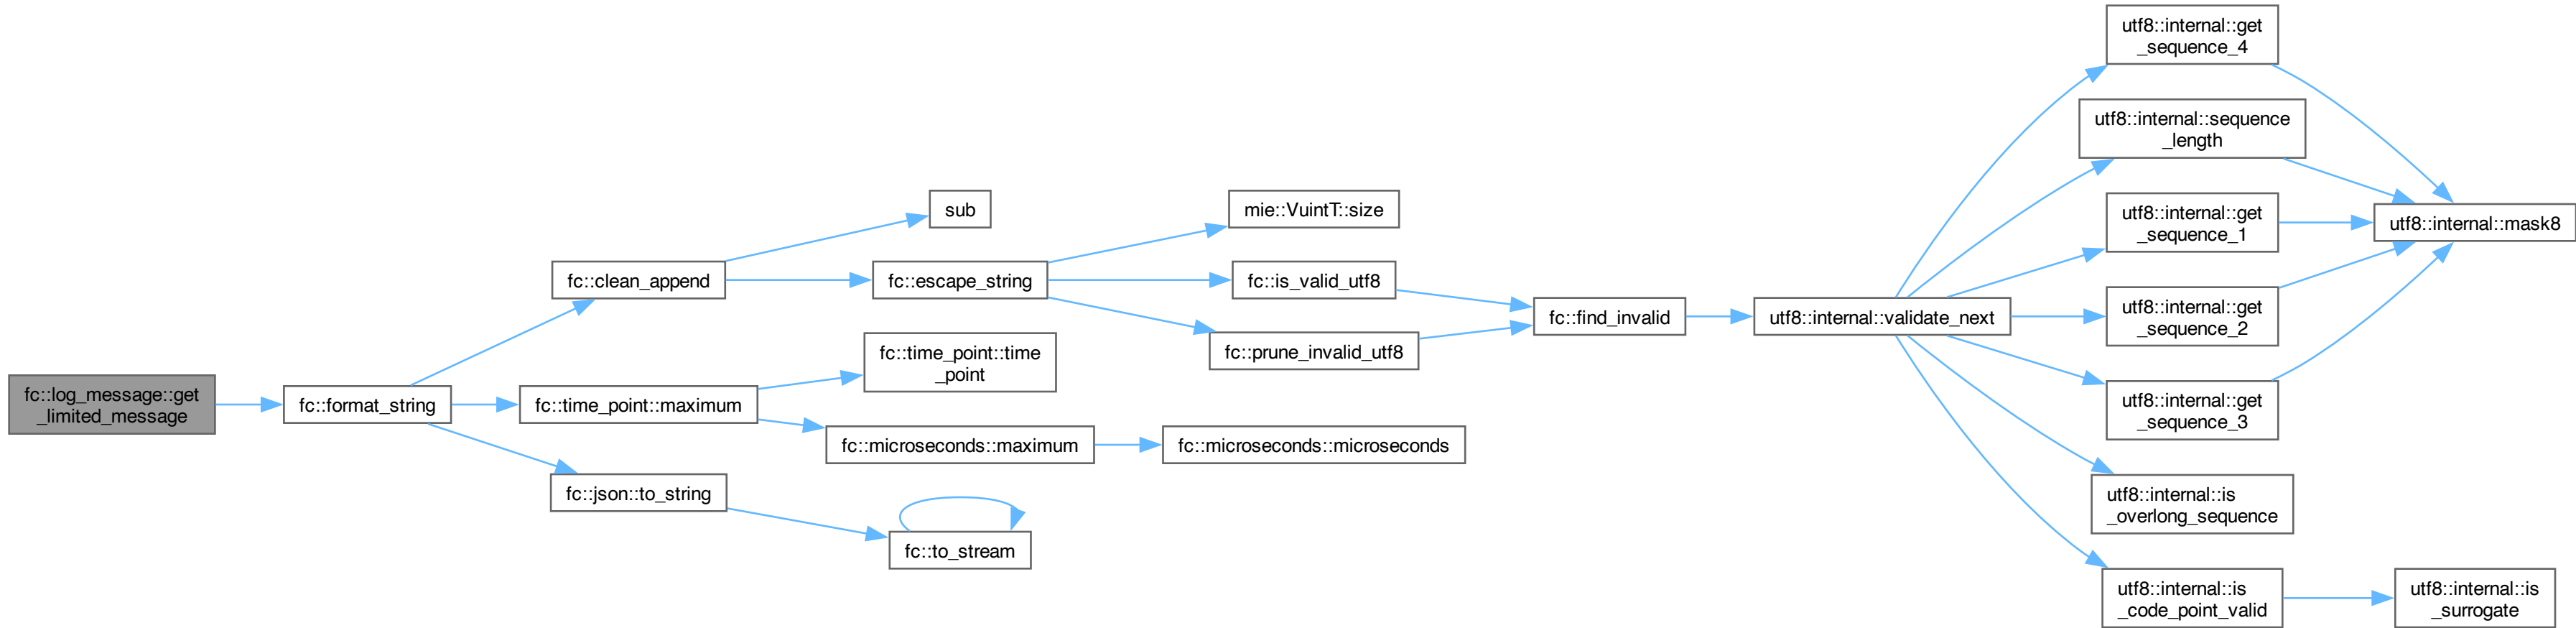 fc::log_message::get
_limited_message
fc::format_string
fc::clean_append
sub
fc::escape_string
mie::VuintT::size
fc::is_valid_utf8
fc::prune_invalid_utf8
fc::find_invalid
utf8::internal::validate_next
utf8::internal::get
_sequence_4
utf8::internal::sequence
_length
utf8::internal::get
_sequence_1
utf8::internal::get
_sequence_2
utf8::internal::get
_sequence_3
utf8::internal::mask8
utf8::internal::is
_overlong_sequence
utf8::internal::is
_code_point_valid
utf8::internal::is
_surrogate
fc::time_point::maximum
fc::time_point::time
_point
fc::microseconds::maximum
fc::microseconds::microseconds
fc::json::to_string
fc::to_stream